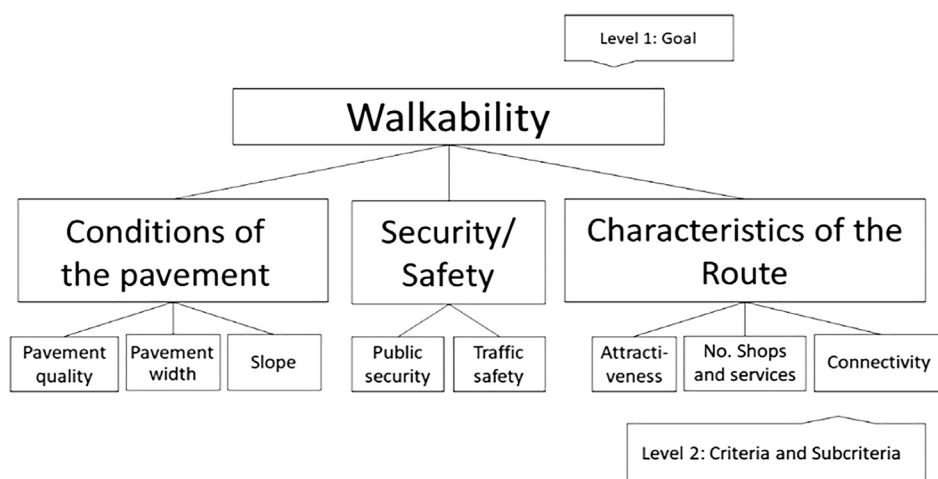 Level 1: Goal
Walkability
Conditions of
the pavement
Security/
Safety
Characteristics of the
Route
Pavement
quality
Pavement
width
Slope
Public
security
Traffic
safety
Attracti-
veness
No. Shops
and services
Connectivity
Level 2: Criteria and Subcriteria